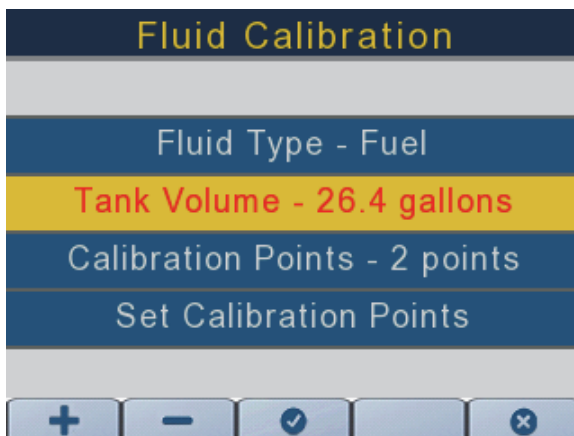 Fluid Calibration
Fluid Type - Fuel
Tank Volume - 26.4 gallons
Calibration Points - 2 points
Set Calibration Points